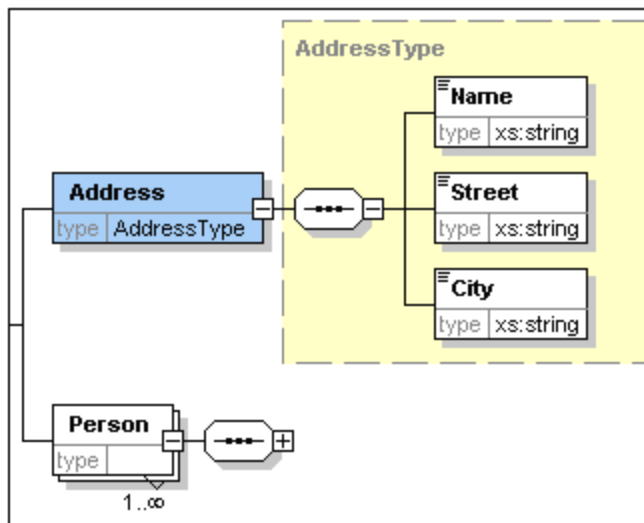 AddressType
Name
type xs:string
Address
type AddressType
Street
type xs:string
City
type xs:string
Person
type
1..∞